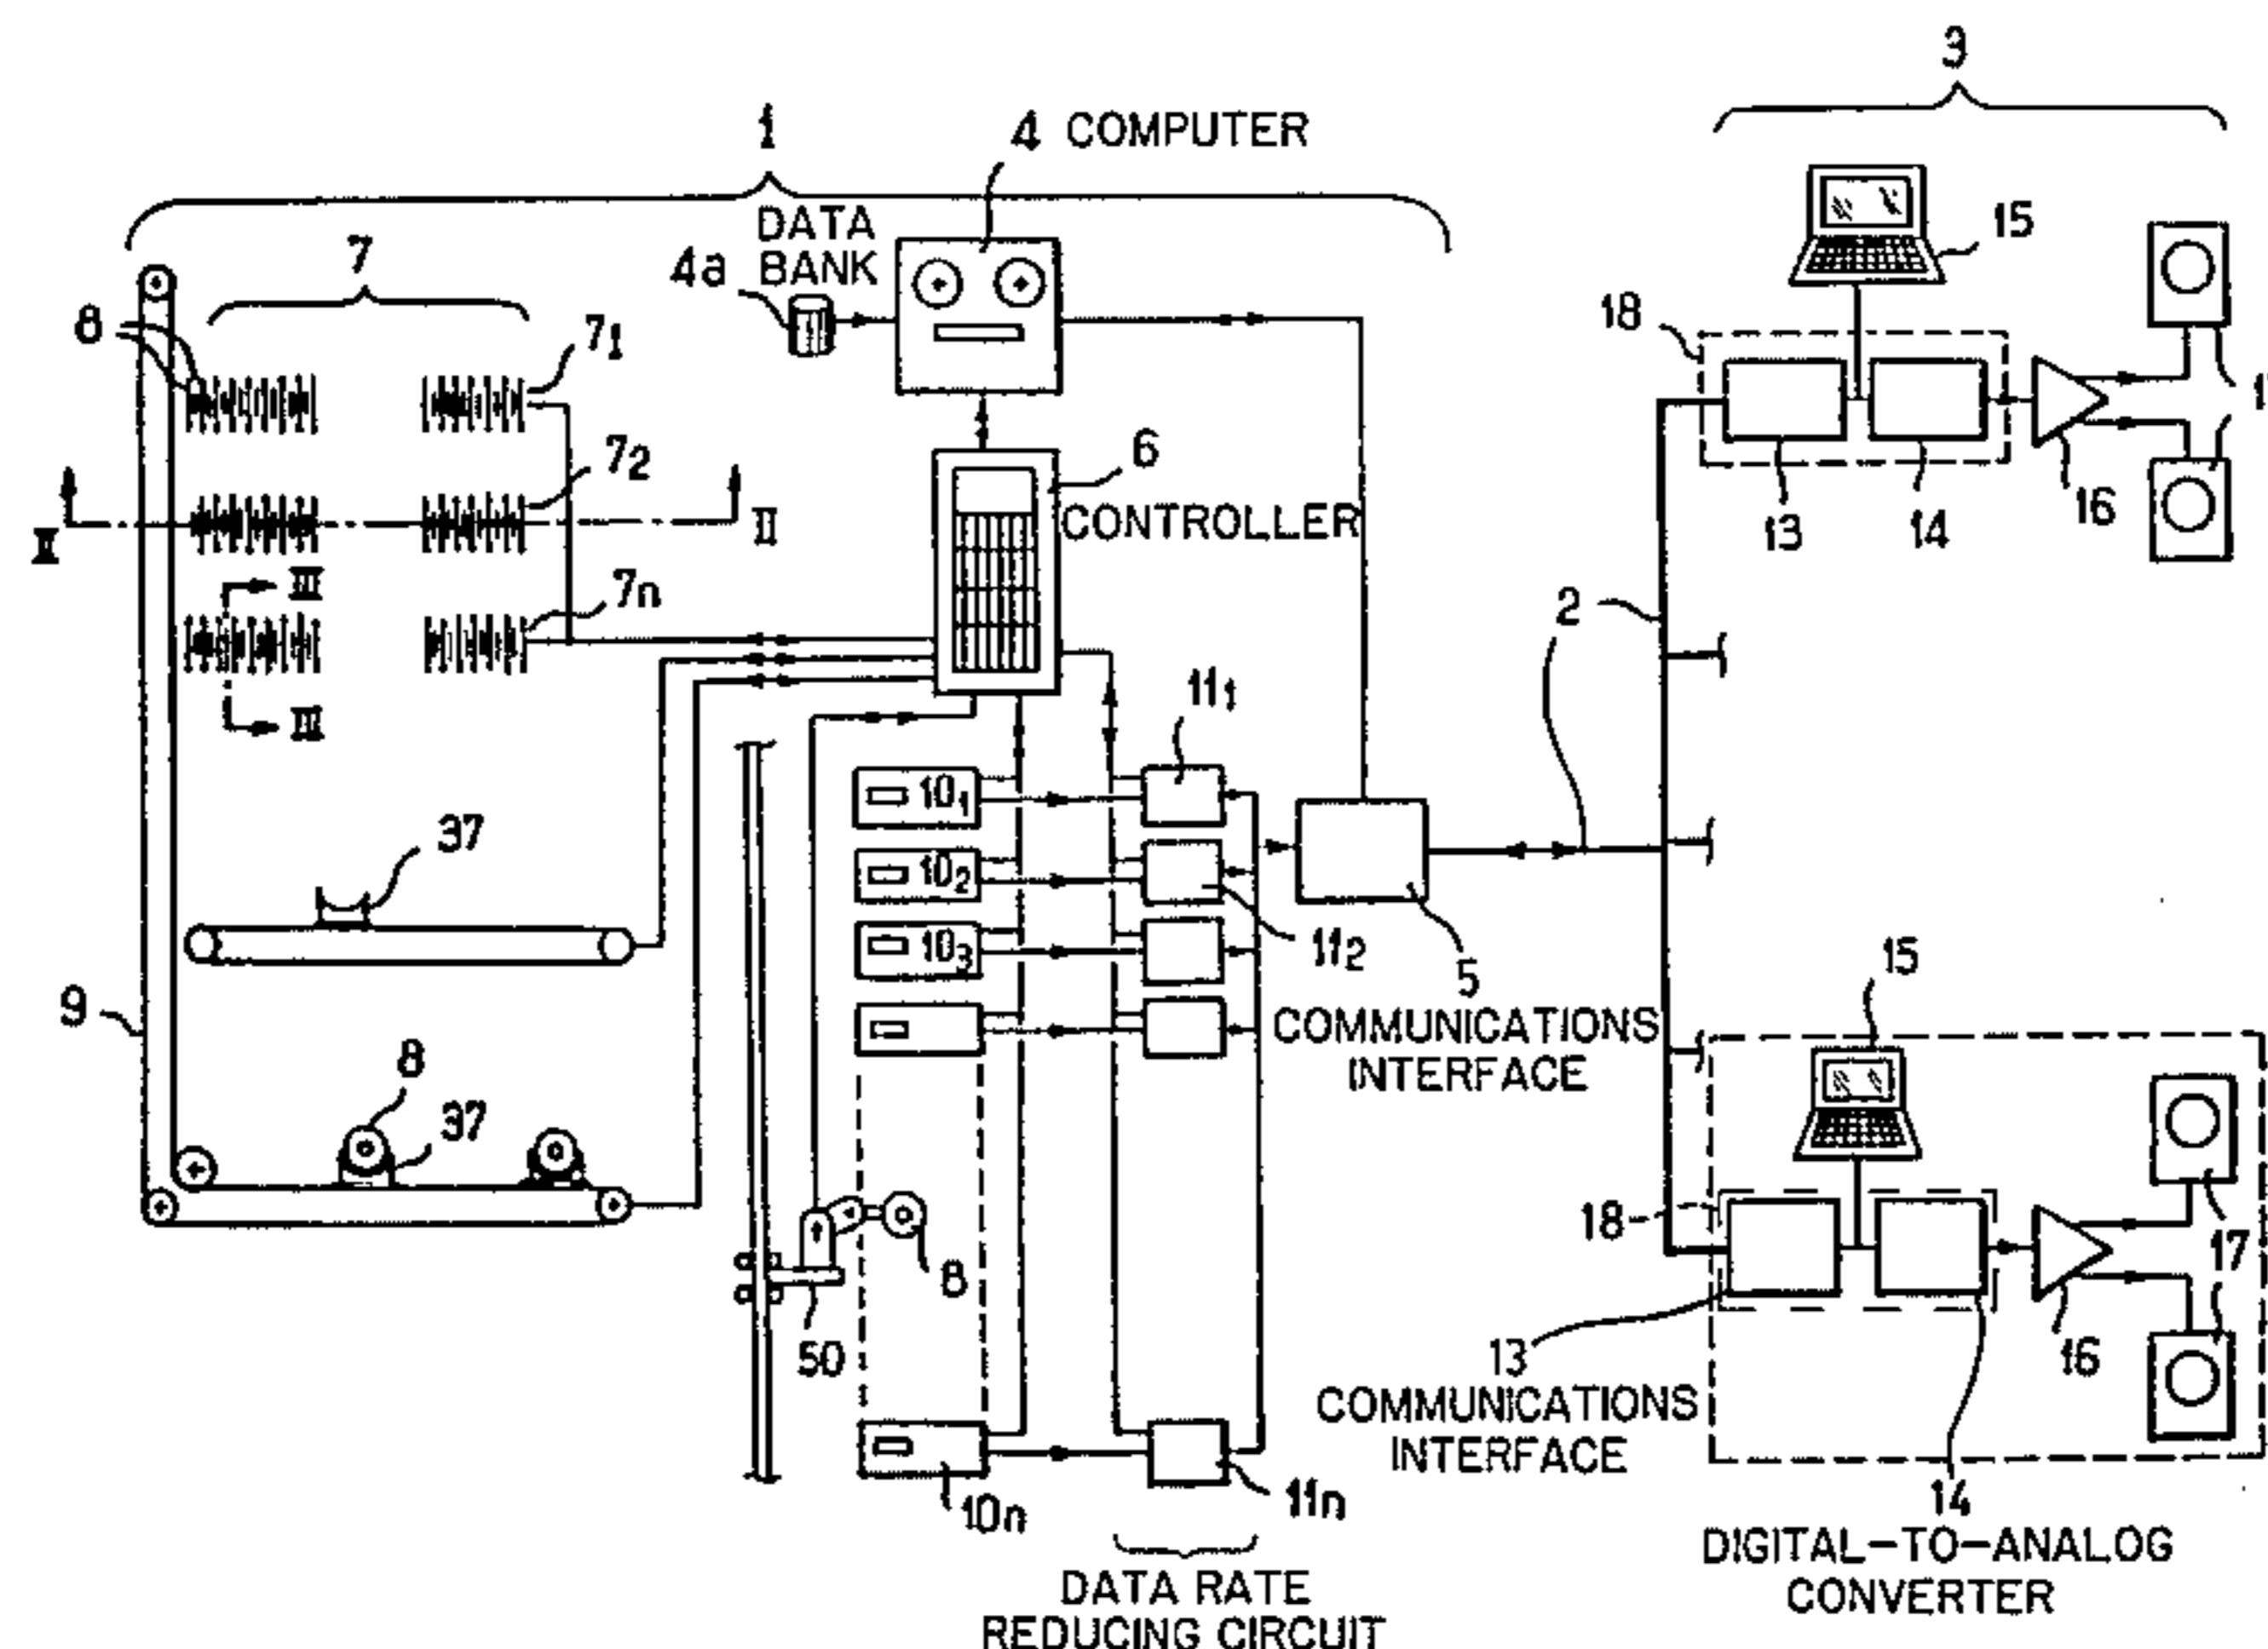 3
1
4 COMPUTER
DATA
BANK
4a
7
8
7₁
15
18
7₂
6
CONTROLLER
II
II
16
13
14
III
7n
2
III
11₁
37
10₁
10₂
10₃
11₂
5
COMMUNICATIONS
INTERFACE
9
8
37
15
18
17
8
50
13
COMMUNICATIONS
INTERFACE
16
10n
11n
14
DIGITAL-TO-ANALOG
CONVERTER
DATA RATE
REDUCING CIRCUIT